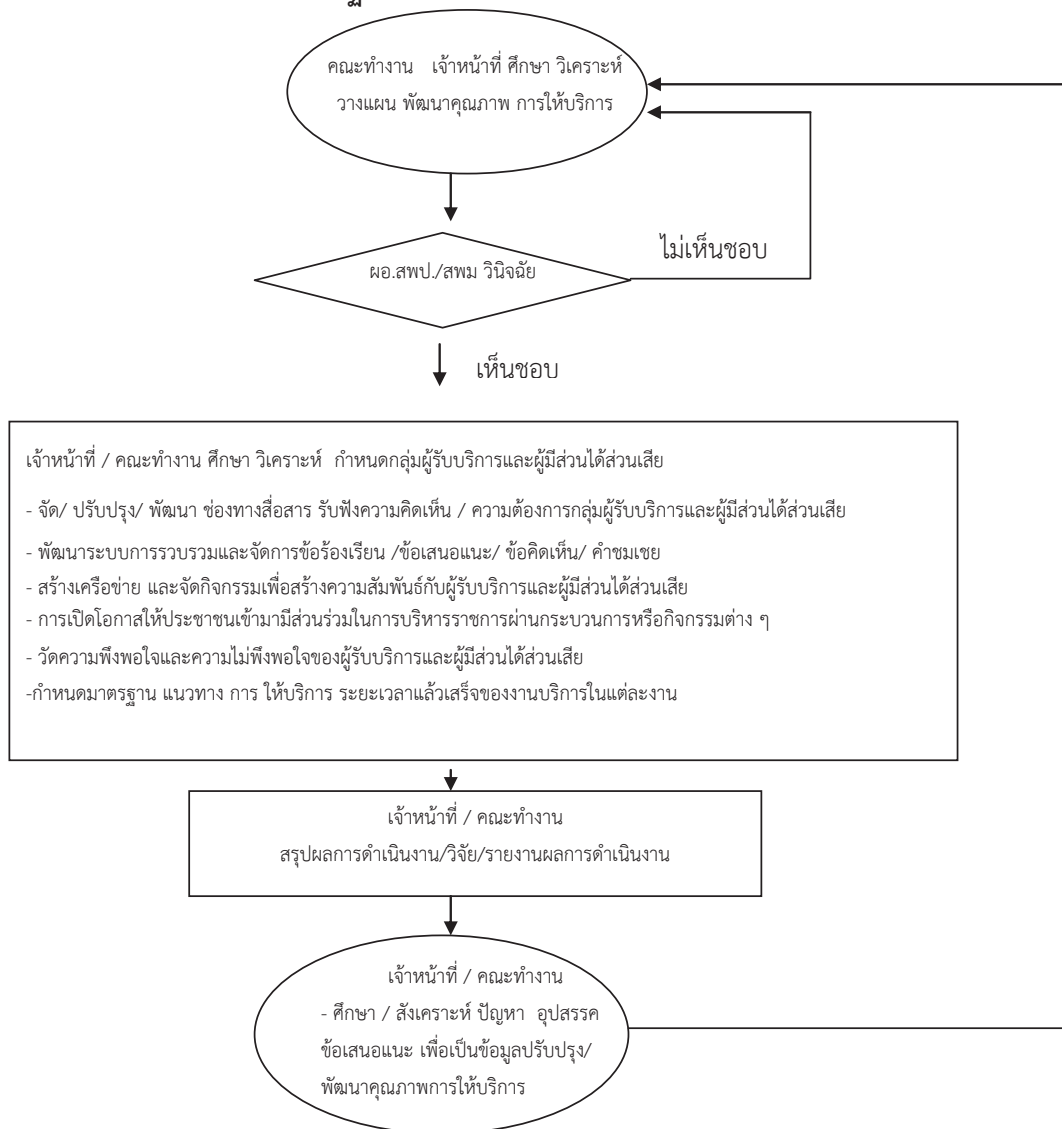 คณะทำงาน เจ้าหน้าที่ ศึกษา วิเคราะห์
วางแผน พัฒนาคุณภาพ การให้บริการ
ไม่เห็นชอบ
ผอ.สพป./สพม วินิจฉัย
เห็นชอบ
เจ้าหน้าที่ / คณะทำงาน ศึกษา วิเคราะห์ กำหนดกลุ่มผู้รับบริการและผู้มีส่วนได้ส่วนเสีย
- จัด/ ปรับปรุง/ พัฒนา ช่องทางสื่อสาร รับฟังความคิดเห็น / ความต้องการกลุ่มผู้รับบริการและผู้มีส่วนได้ส่วนเสีย
- พัฒนาระบบการรวบรวมและจัดการข้อร้องเรียน /ข้อเสนอแนะ/ ข้อคิดเห็น/ คำชมเชย
- สร้างเครือข่าย และจัดกิจกรรมเพื่อสร้างความสัมพันธ์กับผู้รับบริการและผู้มีส่วนได้ส่วนเสีย
- การเปิดโอกาสให้ประชาชนเข้ามามีส่วนร่วมในการบริหารราชการผ่านกระบวนการหรือกิจกรรมต่าง ๆ
- วัดความพึงพอใจและความไม่พึงพอใจของผู้รับบริการและผู้มีส่วนได้ส่วนเสีย
-กำหนดมาตรฐาน แนวทาง การ ให้บริการ ระยะเวลาแล้วเสร็จของงานบริการในแต่ละงาน
เจ้าหน้าที่ / คณะทำงาน
สรุปผลการดำเนินงาน/วิจัย/รายงานผลการดำเนินงาน
เจ้าหน้าที่ / คณะทำงาน
- ศึกษา / สังเคราะห์ ปัญหา อุปสรรค
ข้อเสนอแนะ เพื่อเป็นข้อมูลปรับปรุง/
พัฒนาคุณภาพการให้บริการ